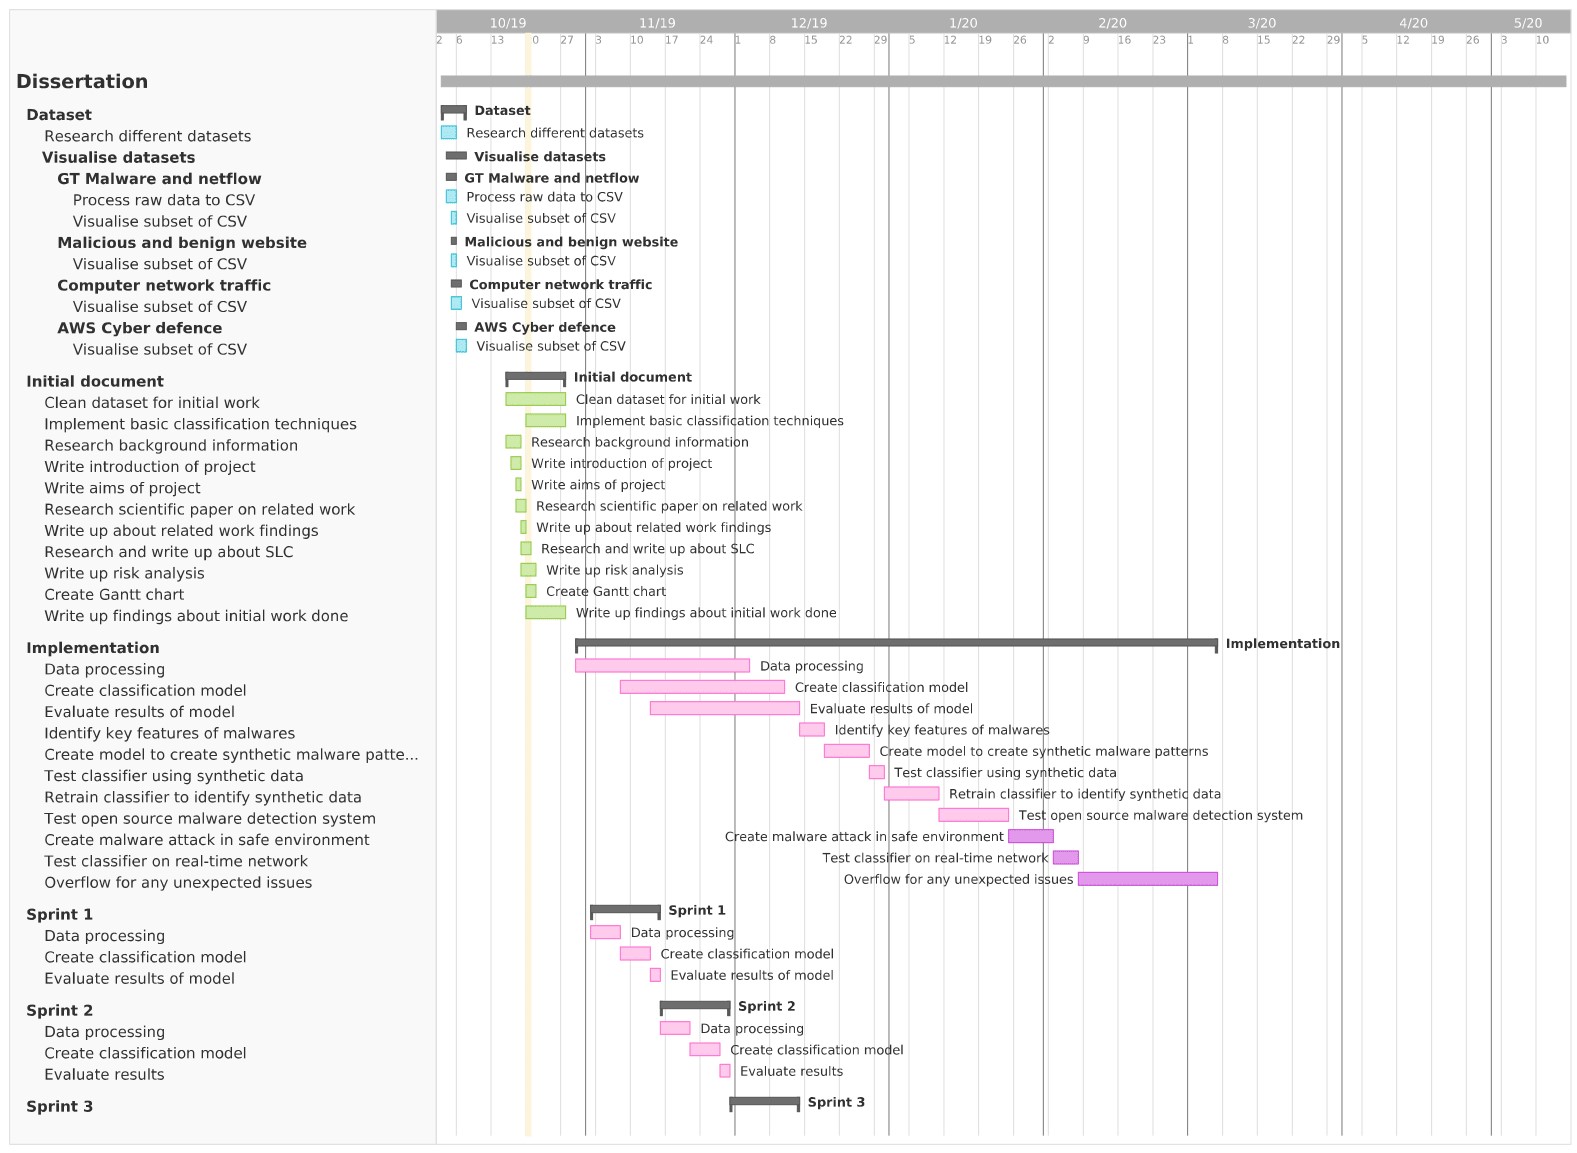 10/19 11/19 12/19 1/20 2/20 3/20 4/20 5/20
2 6 13 0 27 3 10 17 24 1 8 15 22 29 5 12 19 26 2 9 16 23 1 8 15 22 29 5 12 19 26 3 10
Dissertation
Dataset Dataset
Research different datasets Research different datasets
Visualise datasets Visualise datasets
GT Malware and netflow GT Malware and netflow
Process raw data to CSV Process raw data to CSV
Visualise subset of CSV Visualise subset of CSV
Malicious and benign website Malicious and benign website
Visualise subset of CSV Visualise subset of CSV
Computer network traffic Computer network traffic
Visualise subset of CSV Visualise subset of CSV
AWS Cyber defence AWS Cyber defence
Visualise subset of CSV Visualise subset of CSV
Initial document Initial document
Clean dataset for initial work Clean dataset for initial work
Implement basic classification techniques Implement basic classification techniques
Research background information Research background information
Write introduction of project Write introduction of project
Write aims of project Write aims of project
Research scientific paper on related work Research scientific paper on related work
Write up about related work findings Write up about related work findings
Research and write up about SLC Research and write up about SLC
Write up risk analysis Write up risk analysis
Create Gantt chart Create Gantt chart
Write up findings about initial work done Write up findings about initial work done
Implementation Implementation
Data processing Data processing
Create classification model Create classification model
Evaluate results of model Evaluate results of model
Identify key features of malwares Identify key features of malwares
Create model to create synthetic malware patte... Create model to create synthetic malware patterns
Test classifier using synthetic data Test classifier using synthetic data
Retrain classifier to identify synthetic data Retrain classifier to identify synthetic data
Test open source malware detection system Test open source malware detection system
Create malware attack in safe environment Create malware attack in safe environment
Test classifier on real-time network Test classifier on real-time network
Overflow for any unexpected issues Overflow for any unexpected issues
Sprint 1 Sprint 1
Data processing Data processing
Create classification model Create classification model
Evaluate results of model Evaluate results of model
Sprint 2 Sprint 2
Data processing Data processing
Create classification model Create classification model
Evaluate results Evaluate results
Sprint 3 Sprint 3